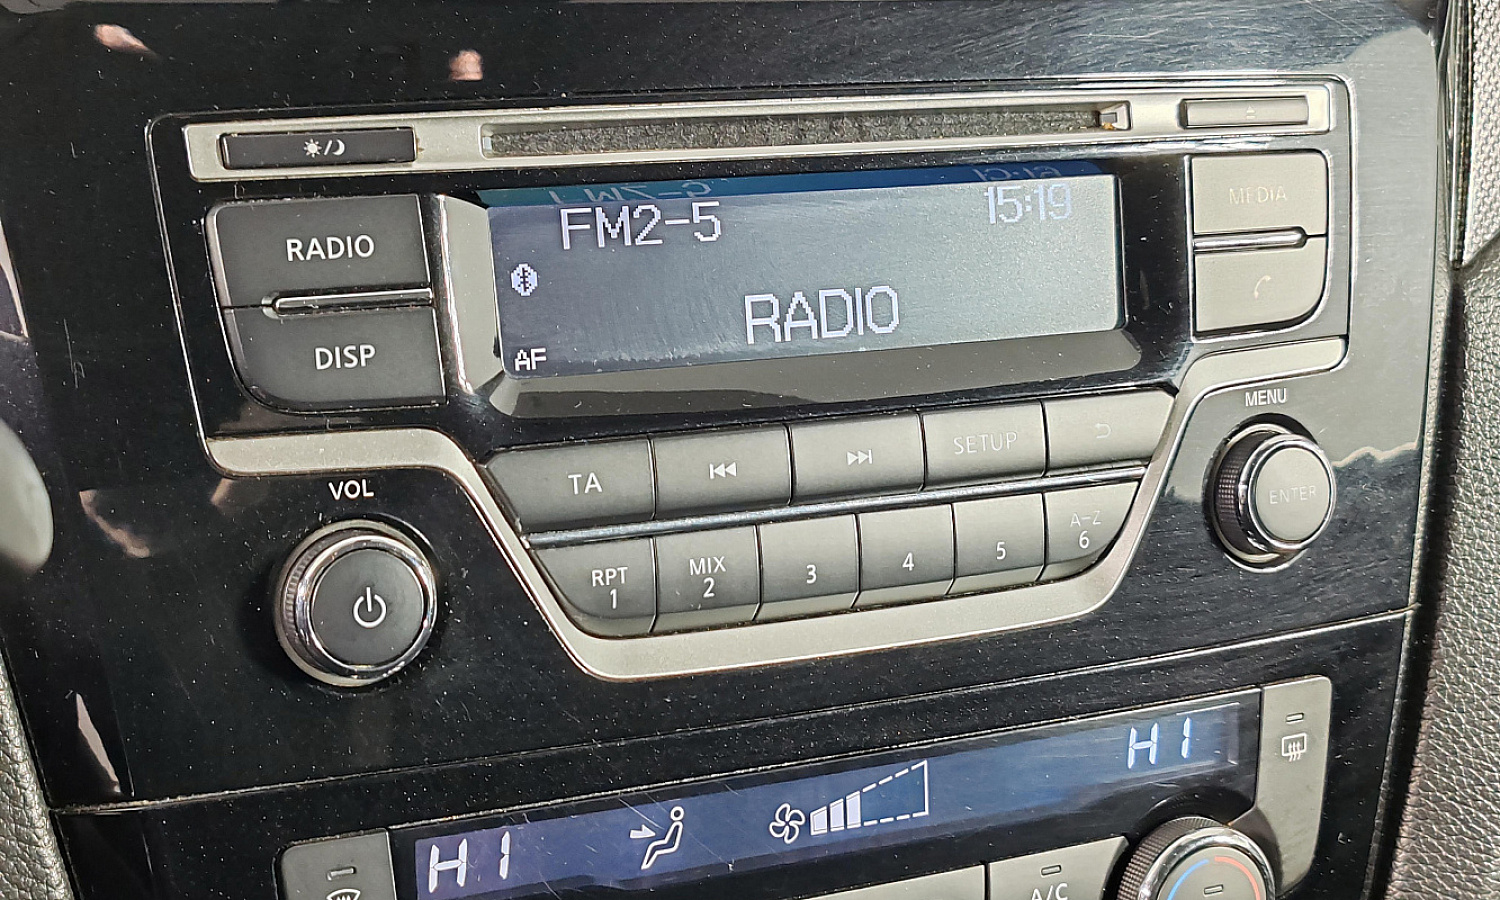 MEDIA
RADIO
FM2-5 15:19
DISP
RADIO
AF
MENU
VOL
TA
SETUP
ENTER
RPT
1
MIX
2
3
4
5
A-Z
6
HI
HI
A/C